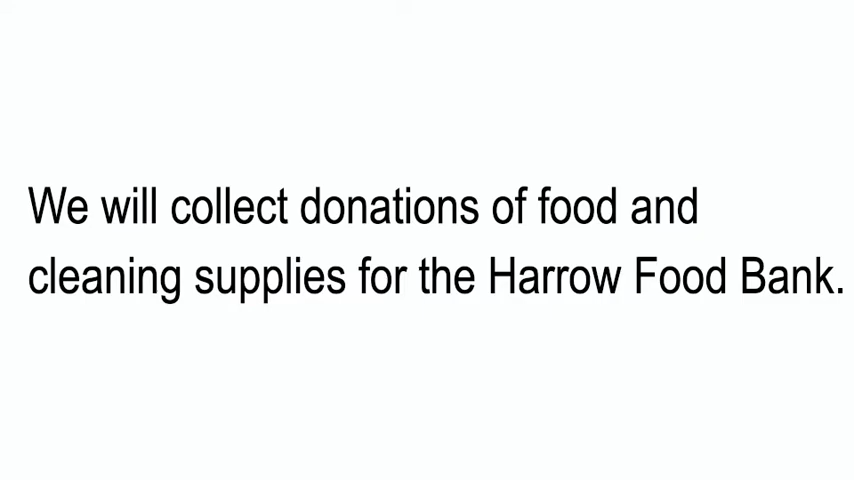 We will collect donations of food and
cleaning supplies for the Harrow Food Bank.